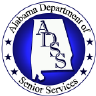 Alabama Department of
ADSS
Senior Services